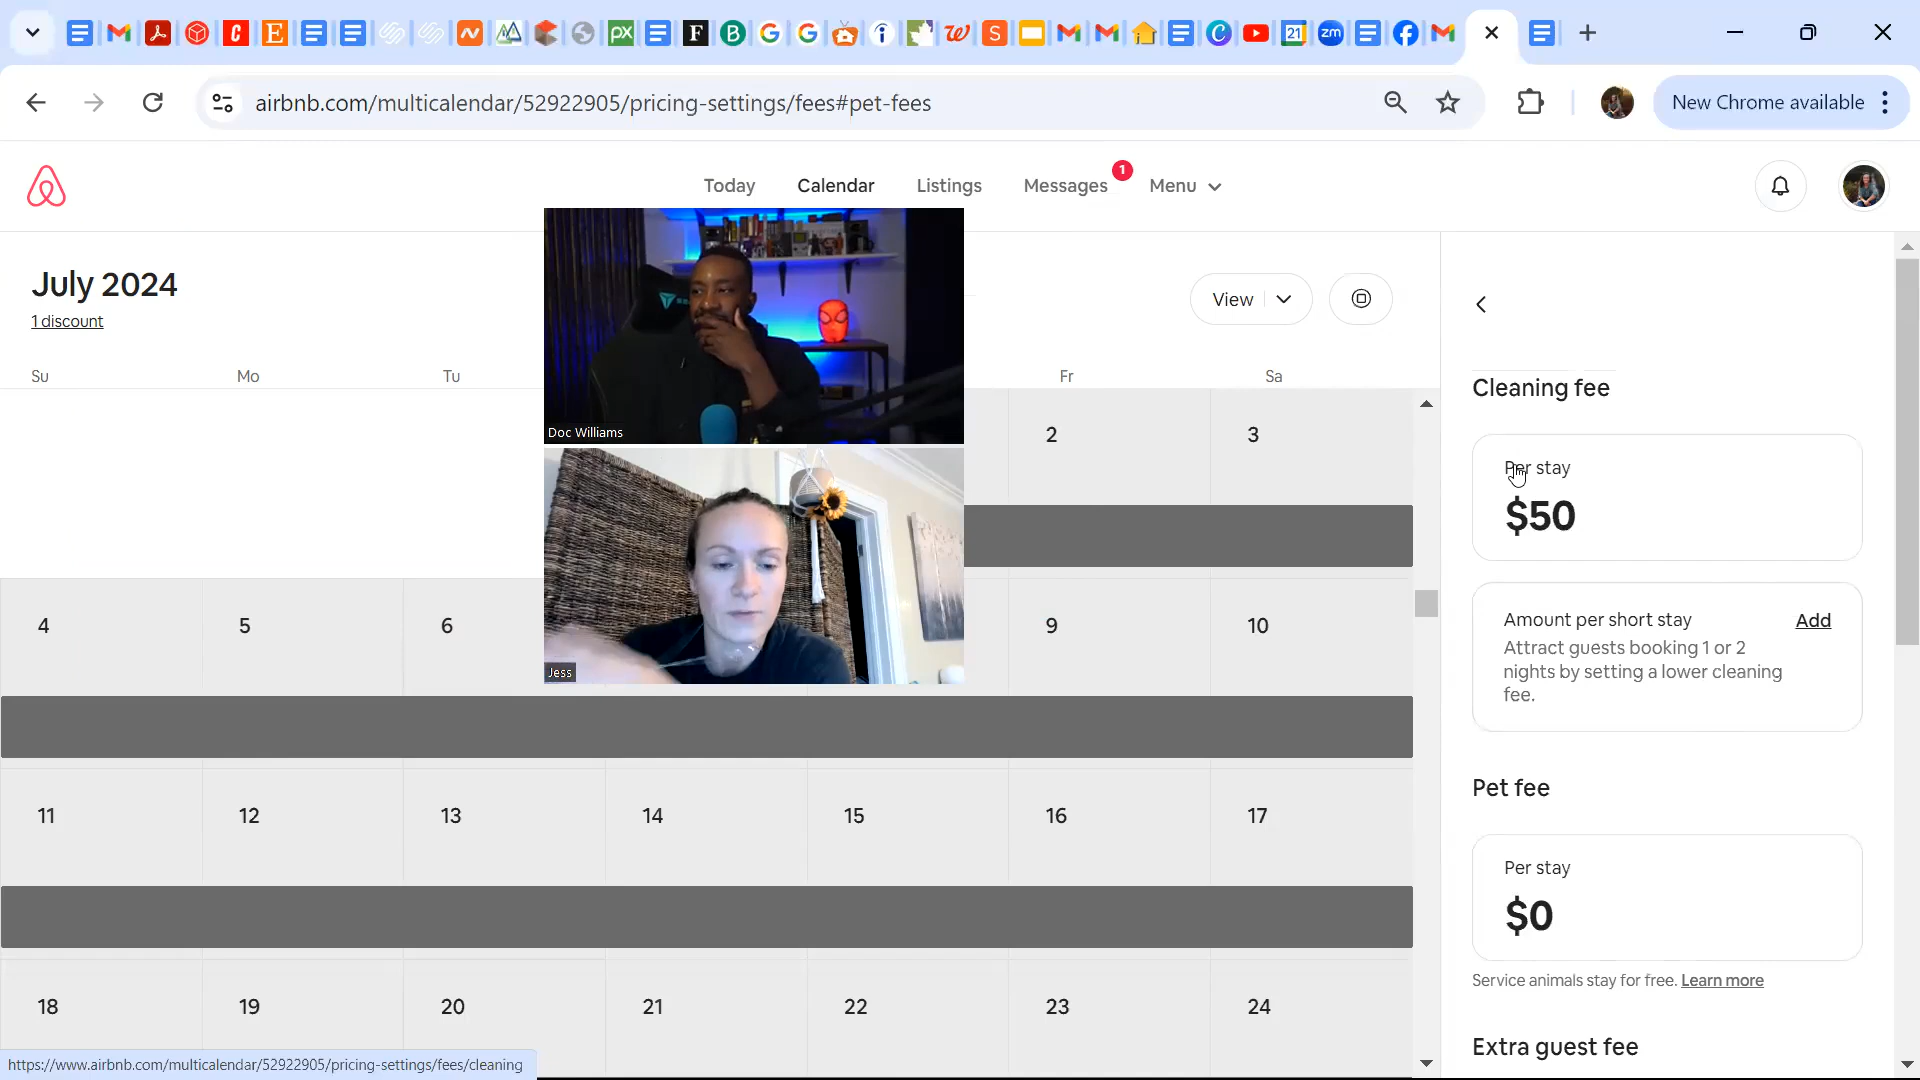 airbnb.com/multicalendar/52922905/pricing-settings/fees#pet-fees
New Chrome available
Today
Calendar
Listings
Messages
1
Menu
July 2024
1 discount
View
Su
Mo
Tu
Fr
Sa
Doc Williams
Jess
2
3
4
5
6
9
10
11
12
13
14
15
16
17
18
19
20
21
22
23
24
Cleaning fee
Per stay
$50
Amount per short stay
Add
Attract guests booking 1 or 2
nights by setting a lower cleaning
fee.
Pet fee
Per stay
$0
Service animals stay for free. Learn more
Extra guest fee
https://www.airbnb.com/multicalendar/52922905/pricing-settings/fees/cleaning